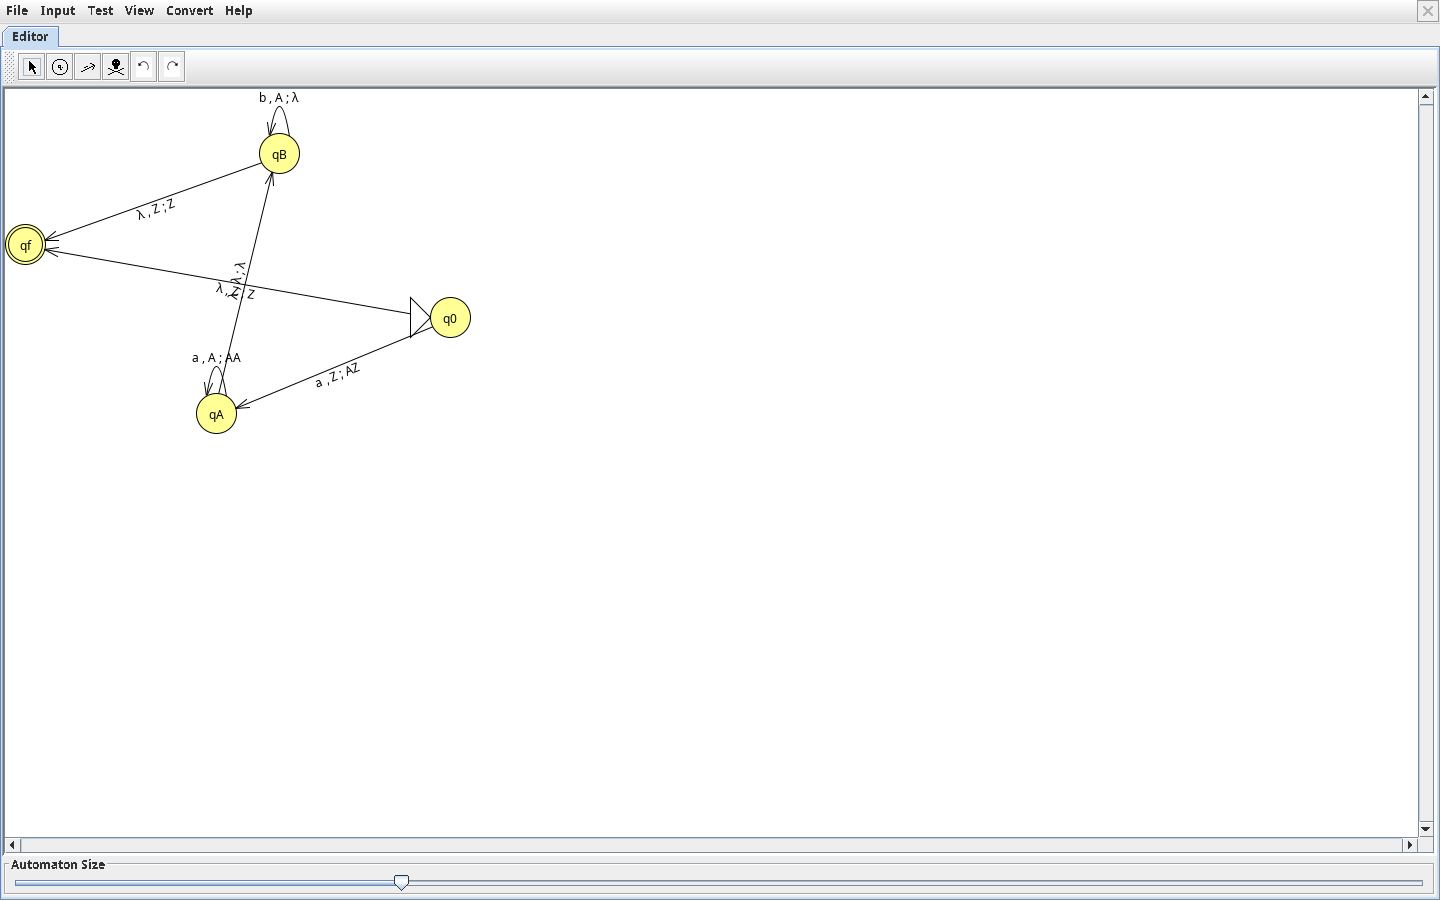 File Input Test View Convert Help
Editor
b , A ; λ
qB
λ , Z ; Z
qf
λ , Z ; Z
q0
a , A ; AA
a , Z ; AZ
qA
Automaton Size